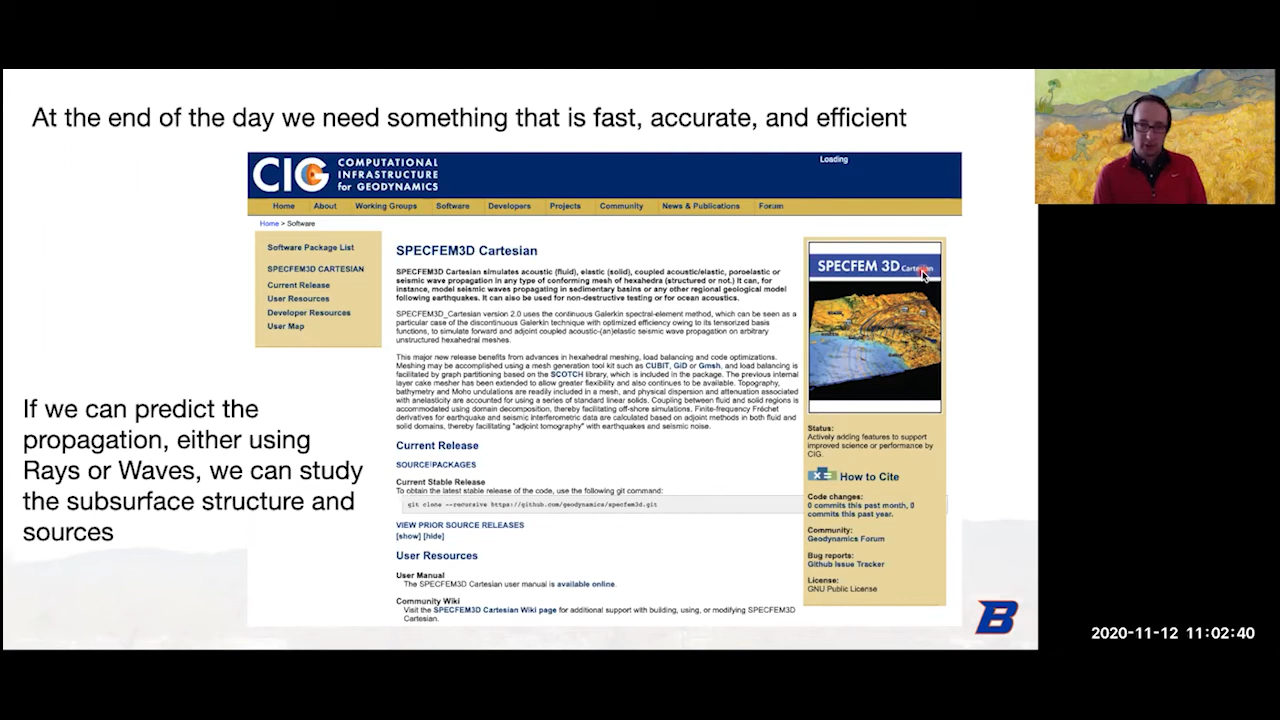 At the end of the day we need something that is fast, accurate, and efficient
CIG
COMPUTATIONAL
INFRASTRUCTURE
for GEODYNAMICS
Loading
Home About Working Groups Software Developers Projects Community News & Publications Forum
Home > Software
Software Package List
SPECFEM3D CARTESIAN
Current Release
User Resources
Developer Resources
User Map
SPECFEM3D Cartesian
SPECFEM3D Cartesian simulates acoustic (fluid), elastic (solid), coupled acoustic/elastic, poroelastic or
seismic wave propagation in any type of conforming mesh of hexahedra (structured or not.) It can, for
instance, model seismic waves propagating in sedimentary basins or any other regional geological model
following earthquakes. It can also be used for non-destructive testing or for ocean acoustics.
SPECFEM3D_Cartesian version 2.0 uses the continuous Galerkin spectral-element method, which can be seen as a
particular case of the discontinuous Galerkin technique with optimized efficiency owing to its tensorized basis
functions, to simulate forward and adjoint coupled acoustic-(an)elastic seismic wave propagation on arbitrary
unstructured hexahedral meshes.
This major new release benefits from advances in hexahedral meshing, load balancing and code optimizations.
Meshing may be accomplished using a mesh generation tool kit such as CUBIT, GiD or Gmsh, and load balancing is
facilitated by graph partitioning based on the SCOTCH library, which is included in the package. The previous internal
layer cake mesher has been extended to allow greater flexibility and also continues to be available. Topography,
bathymetry and Moho undulations are readily included in a mesh, and physical dispersion and attenuation associated
with anelasticity are accounted for using a series of standard linear solids. Coupling between fluid and solid regions is
accommodated using domain decomposition, thereby facilitating off-shore simulations. Finite-frequency Fréchet
derivatives for earthquake and seismic interferometric data are calculated based on adjoint methods in both fluid and
solid domains, thereby facilitating "adjoint tomography" with earthquakes and seismic noise.
Current Release
SOURCE PACKAGES
Current Stable Release
To obtain the latest stable release of the code, use the following git command:
git clone --recursive https://github.com/geodynamics/specfem3d.git
VIEW PRIOR SOURCE RELEASES
[show] [hide]
User Resources
User Manual
The SPECFEM3D Cartesian user manual is available online.
Community Wiki
Visit the SPECFEM3D Cartesian Wiki page for additional support with building, using, or modifying SPECFEM3D
Cartesian.
SPECFEM 3D Cartesian
Status:
Actively adding features to support
improved science or performance by
CIG.
How to Cite
Code changes:
0 commits this past month, 0
commits this past year.
Community:
Geodynamics Forum
Bug reports:
Github Issue Tracker
License:
GNU Public License
If we can predict the
propagation, either using
Rays or Waves, we can study
the subsurface structure and
sources
B
2020-11-12 11:02:40